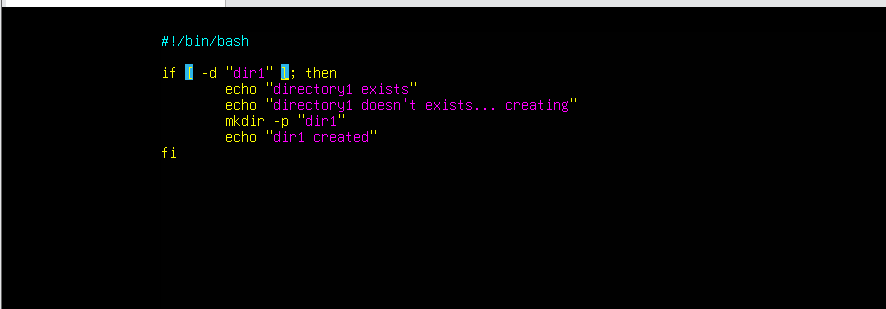 #!/bin/bash
if [ -d "dir1" ]; then
echo "directory1 exists"
echo "directory1 doesn't exists... creating"
mkdir -p "dir1"
echo "dir1 created"
fi